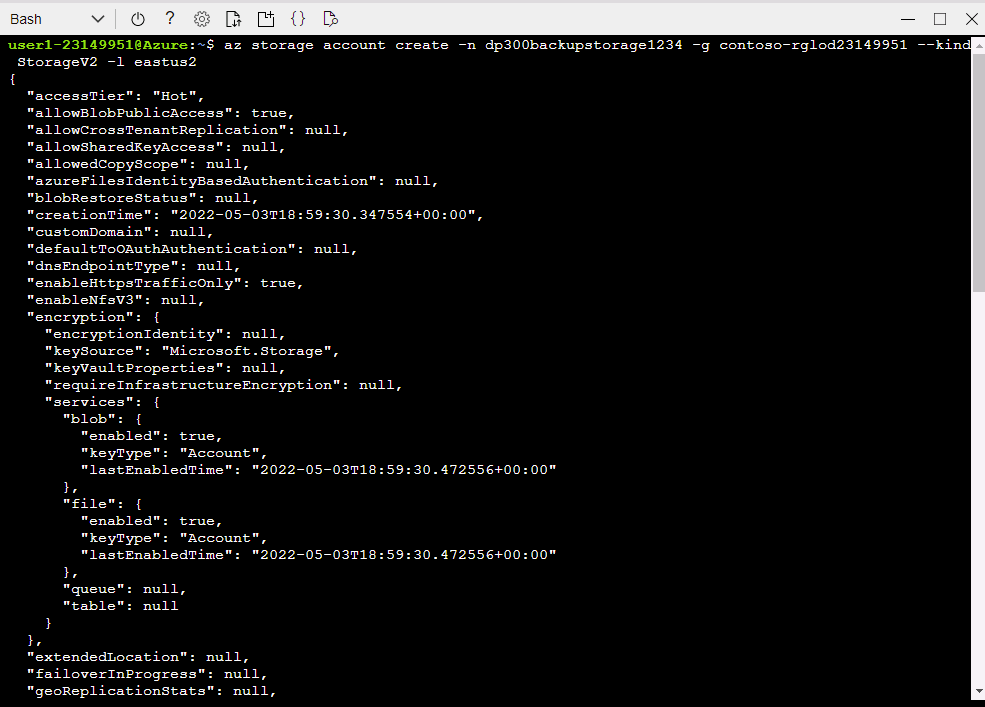 Bash
user1-23149951@Azure:~$ az storage account create -n dp300backupstorage1234 -g contoso-rglod23149951 --kind
 StorageV2 -l eastus2
{
  "accessTier": "Hot",
  "allowBlobPublicAccess": true,
  "allowCrossTenantReplication": null,
  "allowSharedKeyAccess": null,
  "allowedCopyScope": null,
  "azureFilesIdentityBasedAuthentication": null,
  "blobRestoreStatus": null,
  "creationTime": "2022-05-03T18:59:30.347554+00:00",
  "customDomain": null,
  "defaultToOAuthAuthentication": null,
  "dnsEndpointType": null,
  "enableHttpsTrafficOnly": true,
  "enableNfsV3": null,
  "encryption": {
    "encryptionIdentity": null,
    "keySource": "Microsoft.Storage",
    "keyVaultProperties": null,
    "requireInfrastructureEncryption": null,
    "services": {
      "blob": {
        "enabled": true,
        "keyType": "Account",
        "lastEnabledTime": "2022-05-03T18:59:30.472556+00:00"
      },
      "file": {
        "enabled": true,
        "keyType": "Account",
        "lastEnabledTime": "2022-05-03T18:59:30.472556+00:00"
      },
      "queue": null,
      "table": null
    }
  },
  "extendedLocation": null,
  "failoverInProgress": null,
  "geoReplicationStats": null,